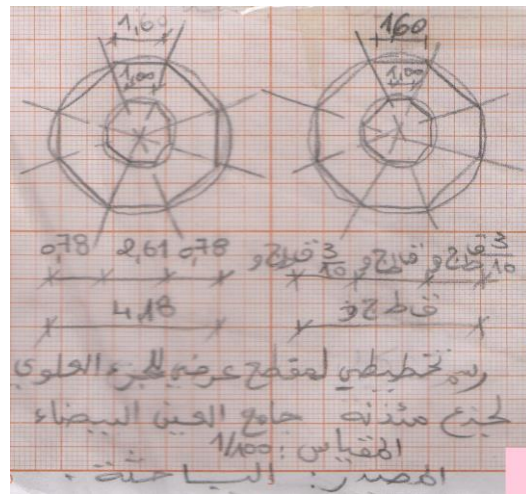 1,60 160
1,00 1,00
0,78 2,61 0,78 3/10 3/10
4,18
رسم تخطيطي لمقطع عرضي للجزء العلوي
لجذع مئذنة جامع العين البيضاء
المقياس: 1/100
المصدر: الباحثة.